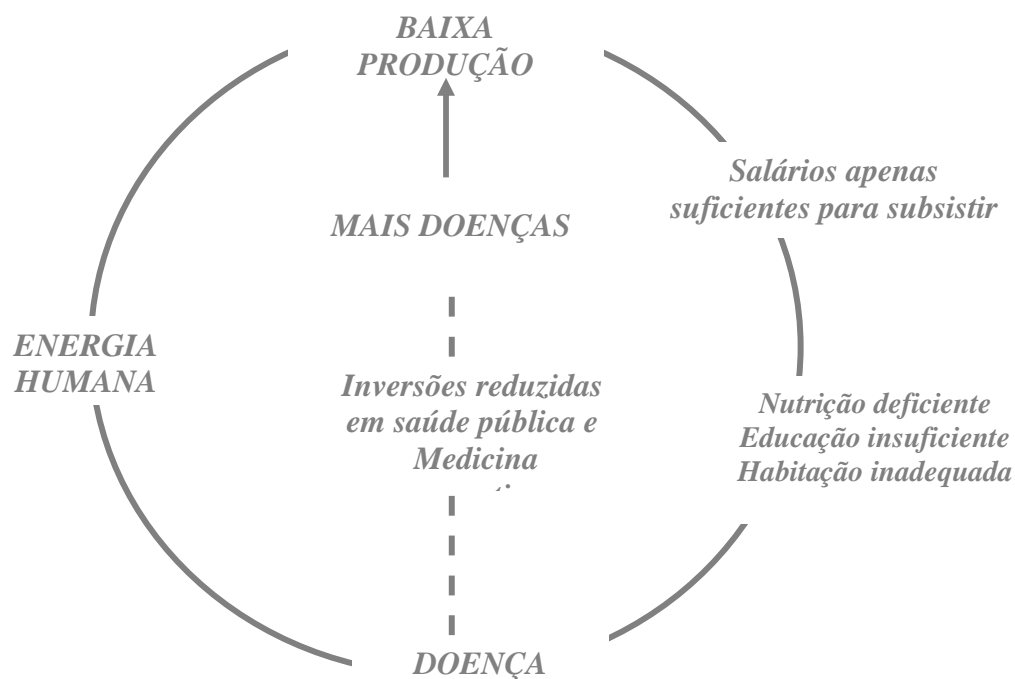 BAIXA
PRODUÇÃO
Salários apenas
suficientes para subsistir
MAIS DOENÇAS
ENERGIA
HUMANA
Inversões reduzidas
em saúde pública e
Medicina
Nutrição deficiente
Educação insuficiente
Habitação inadequada
DOENÇA